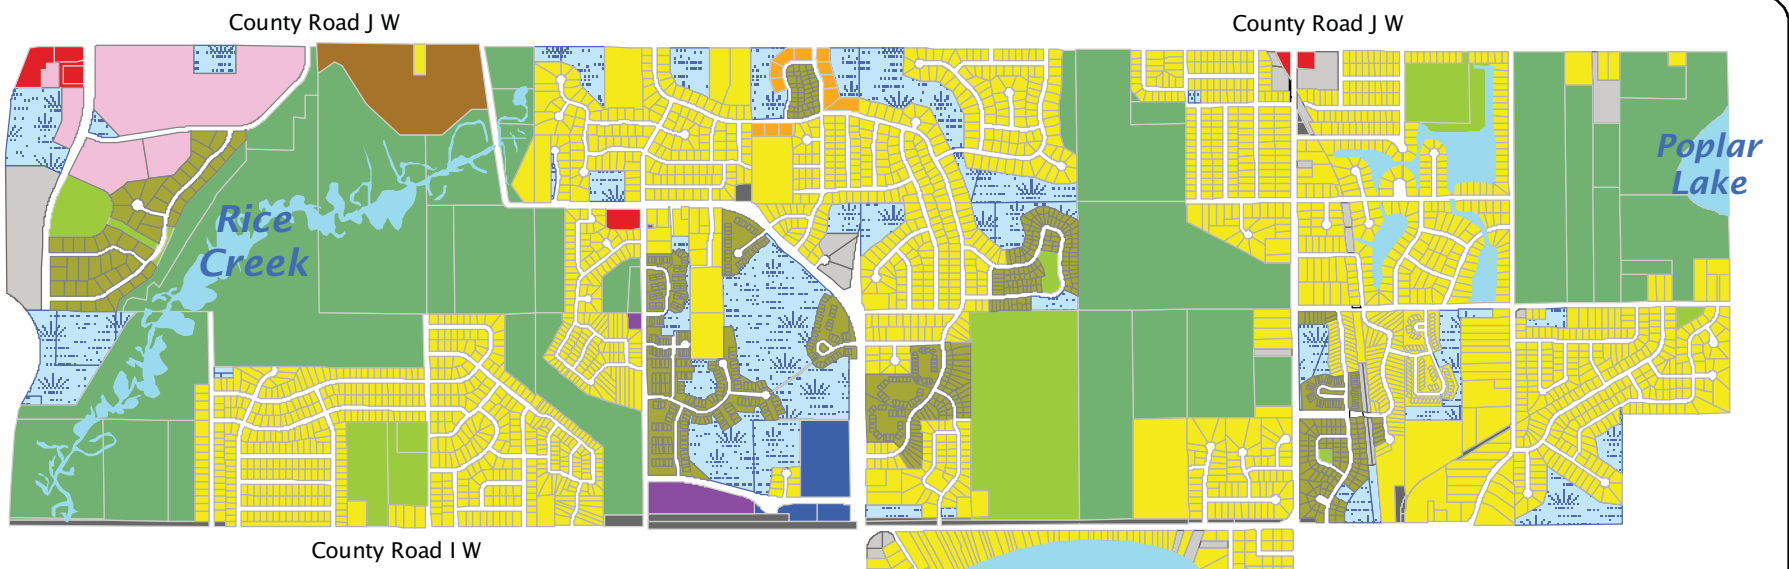 County Road J W
County Road J W
Poplar
Lake
Rice
Creek
County Road I W